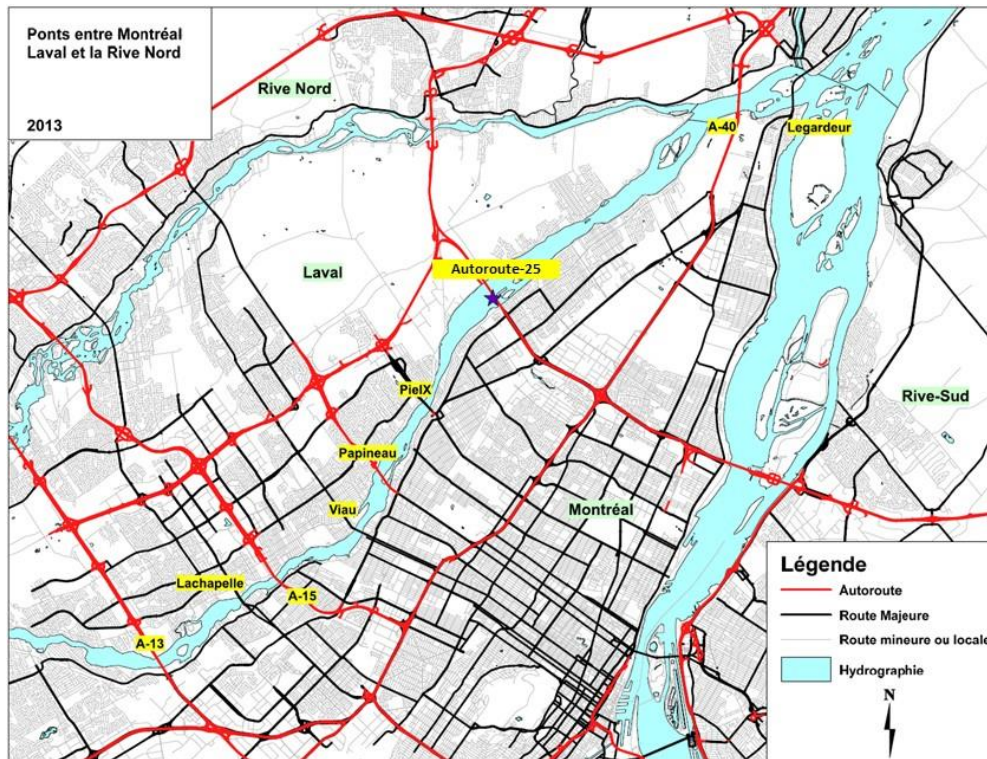 Ponts entre Montréal
Laval et la Rive Nord
2013
Rive Nord
A-40
Legardeur
Laval
Autoroute-25
PieIX
Rive-Sud
Papineau
Viau
Montréal
Lachapelle
A-15
A-13
Légende
Autoroute
Route Majeure
Route mineure ou locale
Hydrographie
N